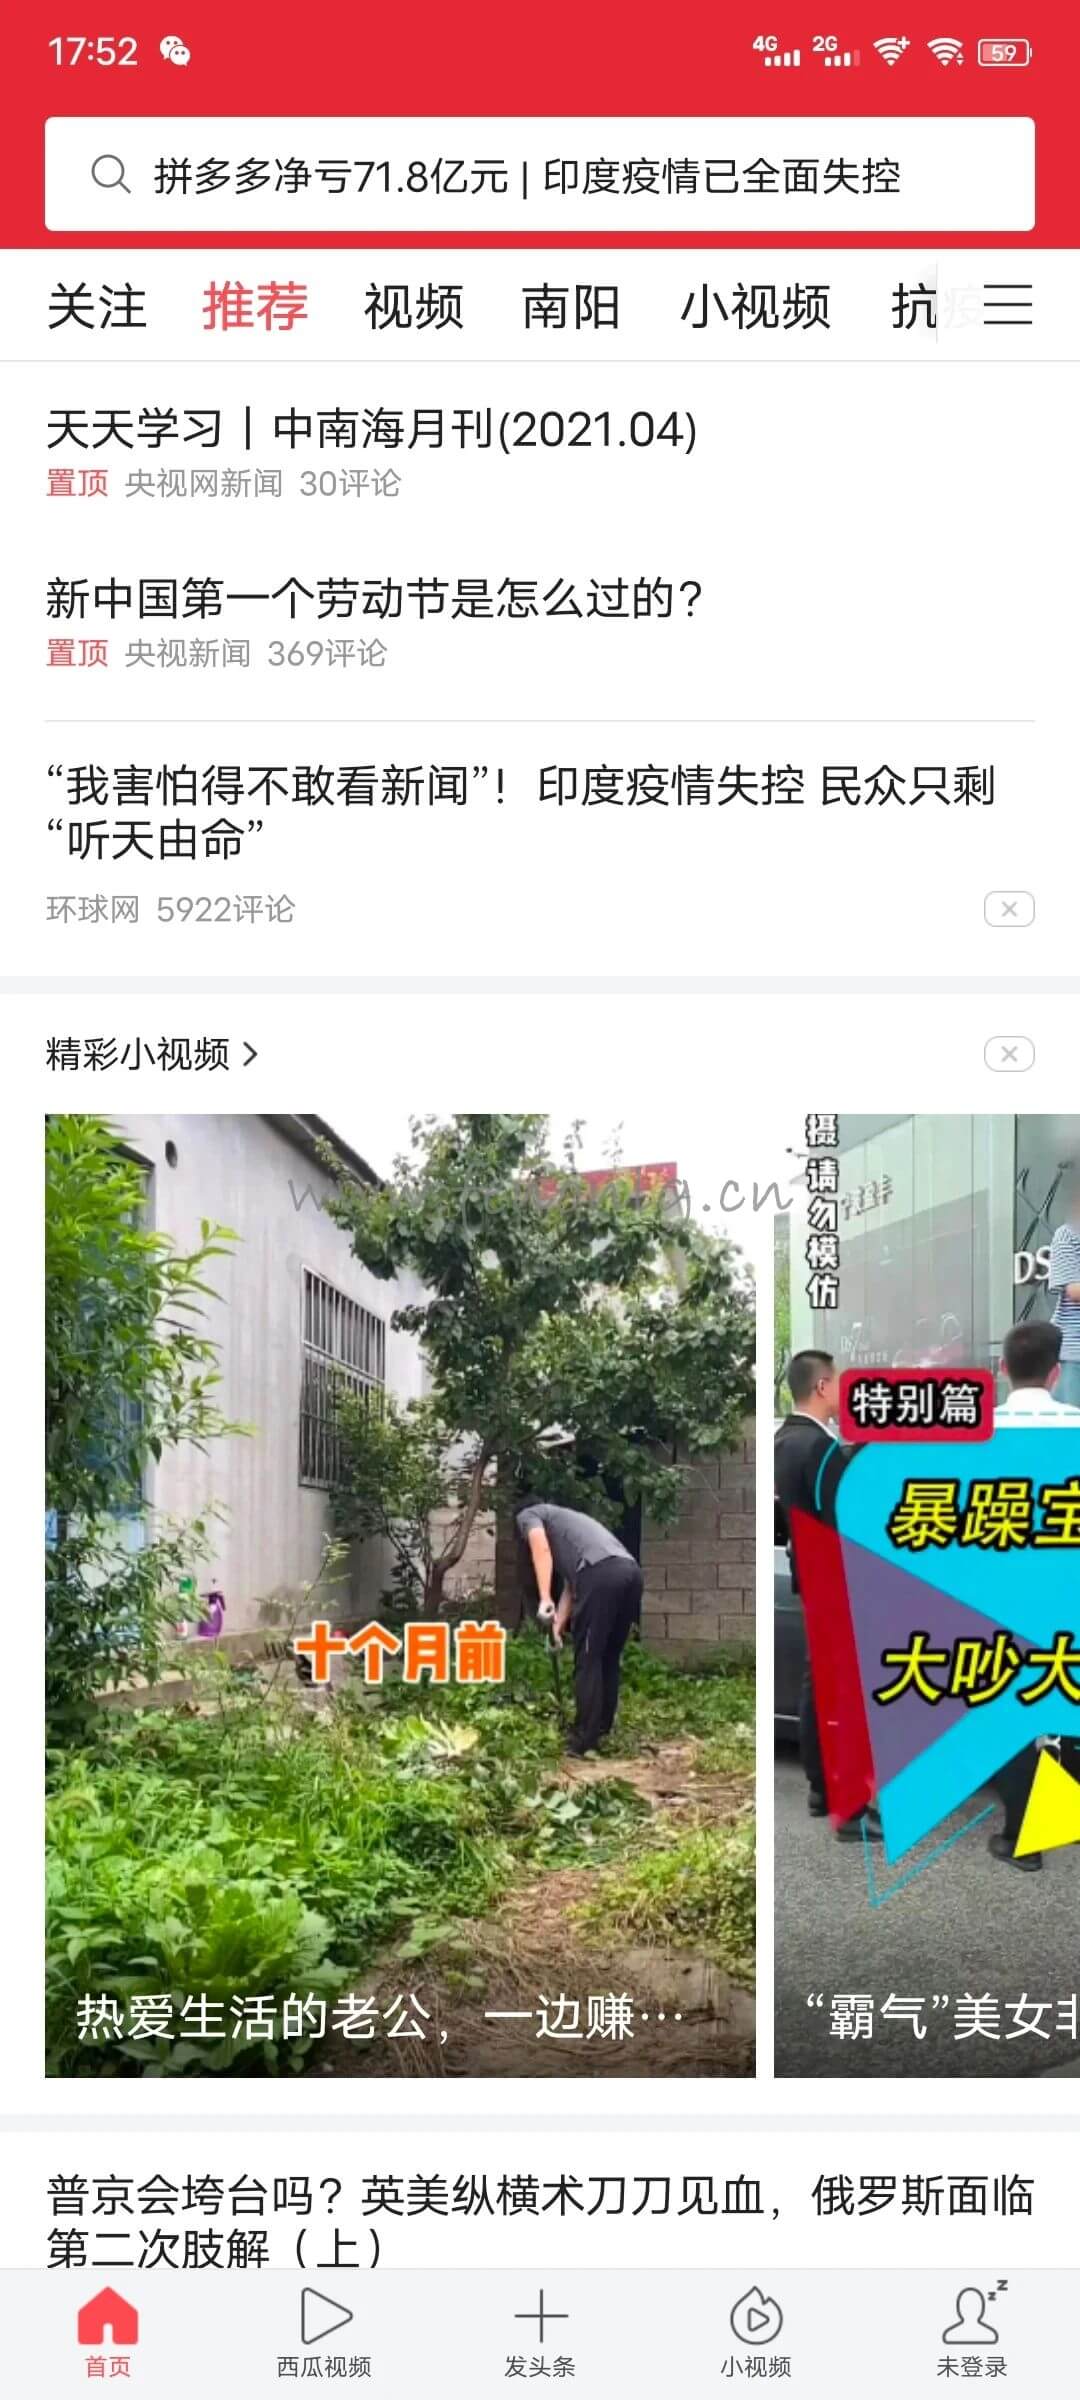 17:52 4G 2G 59
拼多多净亏71.8亿元 | 印度疫情已全面失控
关注 推荐 视频 南阳 小视频 抗疫
天天学习｜中南海月刊(2021.04)
置顶 央视网新闻 30评论
新中国第一个劳动节是怎么过的？
置顶 央视新闻 369评论
“我害怕得不敢看新闻”！印度疫情失控 民众只剩
“听天由命”
环球网 5922评论
精彩小视频
十个月前
热爱生活的老公，一边赚…
摄 请勿模仿
DS
特别篇
暴躁宝
大吵大
“霸气”美女非
普京会垮台吗？英美纵横术刀刀见血，俄罗斯面临
第二次肢解（上）
首页 西瓜视频 发头条 小视频 未登录